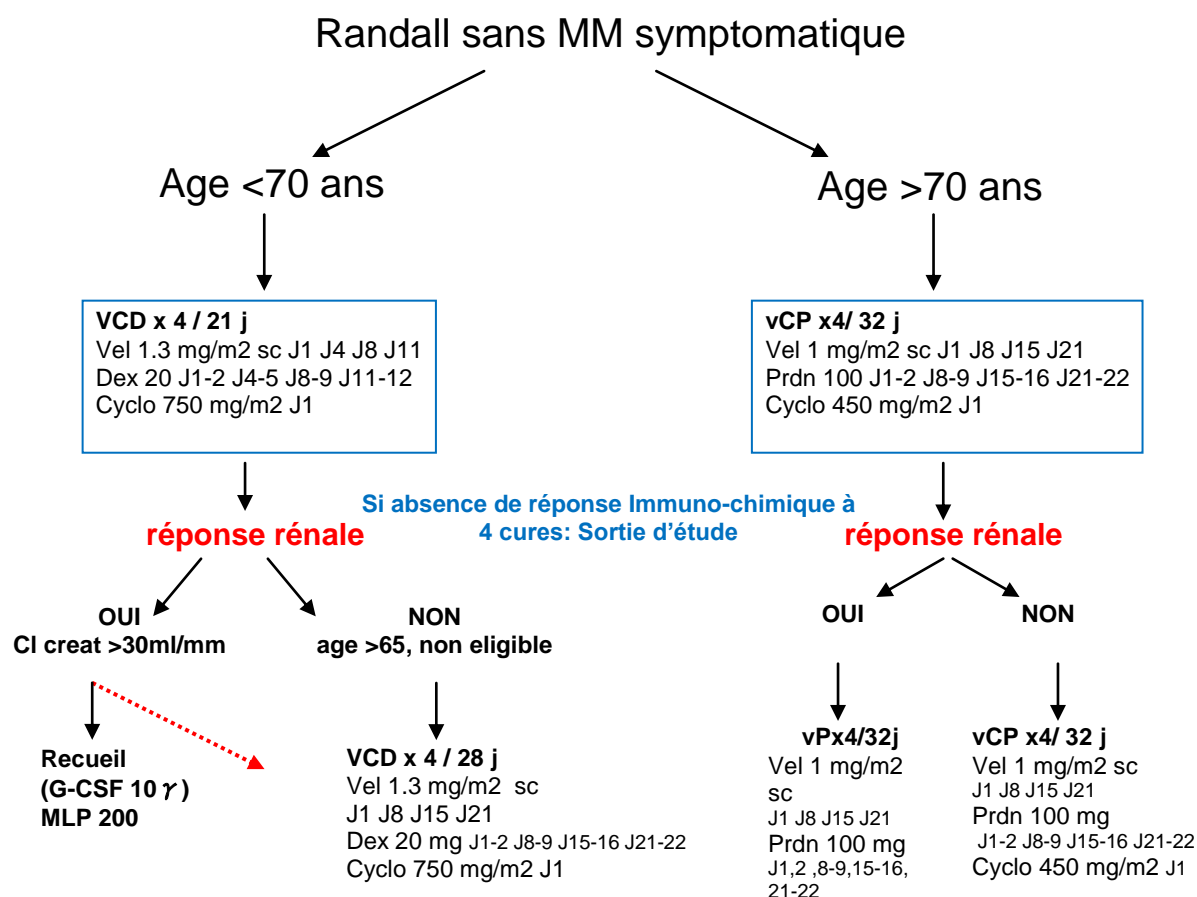 Randall sans MM symptomatique
Age <70 ans
Age >70 ans
VCD x 4 / 21 j
Vel 1.3 mg/m2 sc J1 J4 J8 J11
Dex 20 J1-2 J4-5 J8-9 J11-12
Cyclo 750 mg/m2 J1
vCP x4/ 32 j
Vel 1 mg/m2 sc J1 J8 J15 J21
Prdn 100 J1-2 J8-9 J15-16 J21-22
Cyclo 450 mg/m2 J1
Si absence de réponse Immuno-chimique à
4 cures: Sortie d’étude
réponse rénale
réponse rénale
OUI
Cl creat >30ml/mm
NON
age >65, non eligible
OUI
NON
Recueil
(G-CSF 10 γ )
MLP 200
VCD x 4 / 28 j
Vel 1.3 mg/m2 sc
J1 J8 J15 J21
Dex 20 mg J1-2 J8-9 J15-16 J21-22
Cyclo 750 mg/m2 J1
vPx4/32j
Vel 1 mg/m2
sc
J1 J8 J15 J21
Prdn 100 mg
J1,2 ,8-9,15-16,
21-22
vCP x4/ 32 j
Vel 1 mg/m2 sc
J1 J8 J15 J21
Prdn 100 mg
J1-2 J8-9 J15-16 J21-22
Cyclo 450 mg/m2 J1